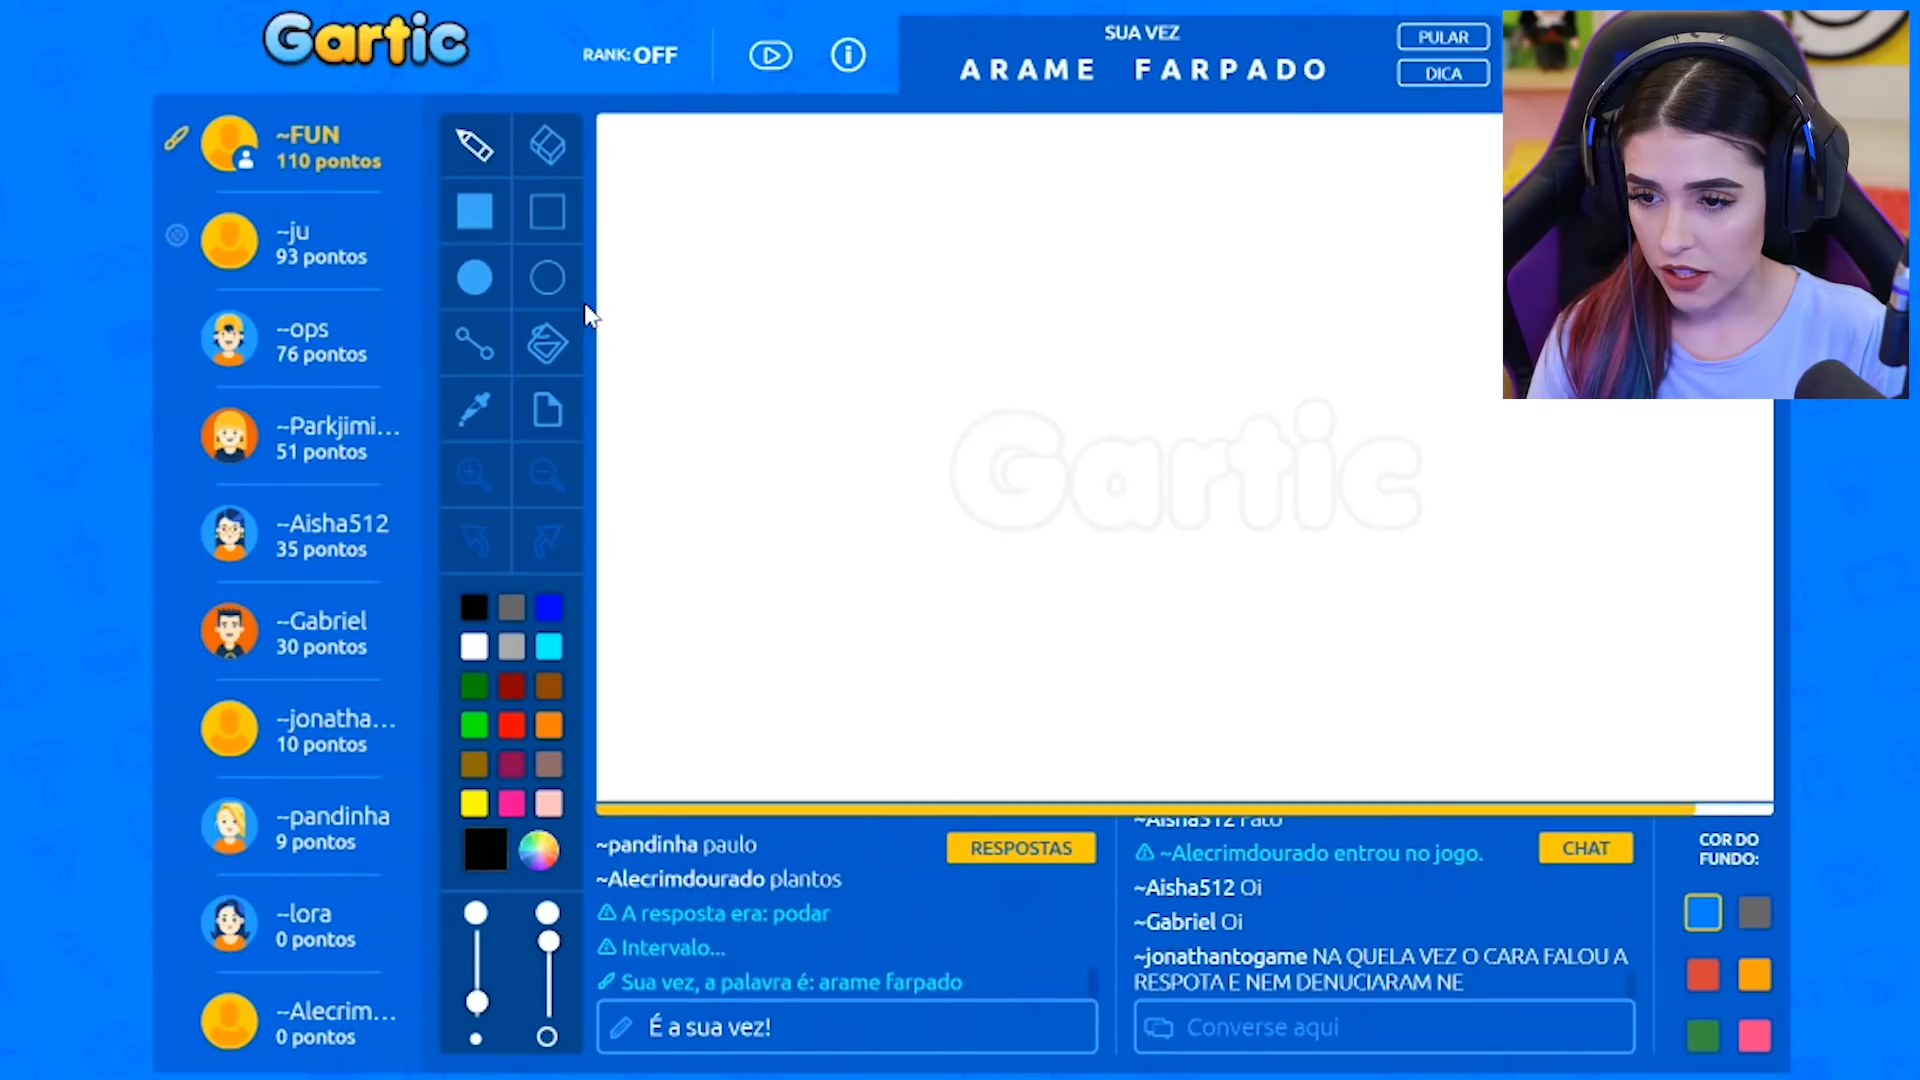 Gartic
RANK: OFF
SUA VEZ
ARAME FARPADO
PULAR
DICA
~FUN
110 pontos
~ju
93 pontos
~ops
76 pontos
~Parkjimi...
51 pontos
~Aisha512
35 pontos
~Gabriel
30 pontos
~jonatha...
10 pontos
~pandinha
9 pontos
~lora
0 pontos
~Alecrim...
0 pontos
Gartic
~pandinha paulo
RESPOSTAS
~Alecrimdourado plantos
A resposta era: podar
Intervalo...
Sua vez, a palavra é: arame farpado
É a sua vez!
~Aisha512 Falo
~Alecrimdourado entrou no jogo.
CHAT
~Aisha512 Oi
~Gabriel Oi
~jonathantogame NA QUELA VEZ O CARA FALOU A
RESPOTA E NEM DENUCIARAM NE
Converse aqui
COR DO
FUNDO: